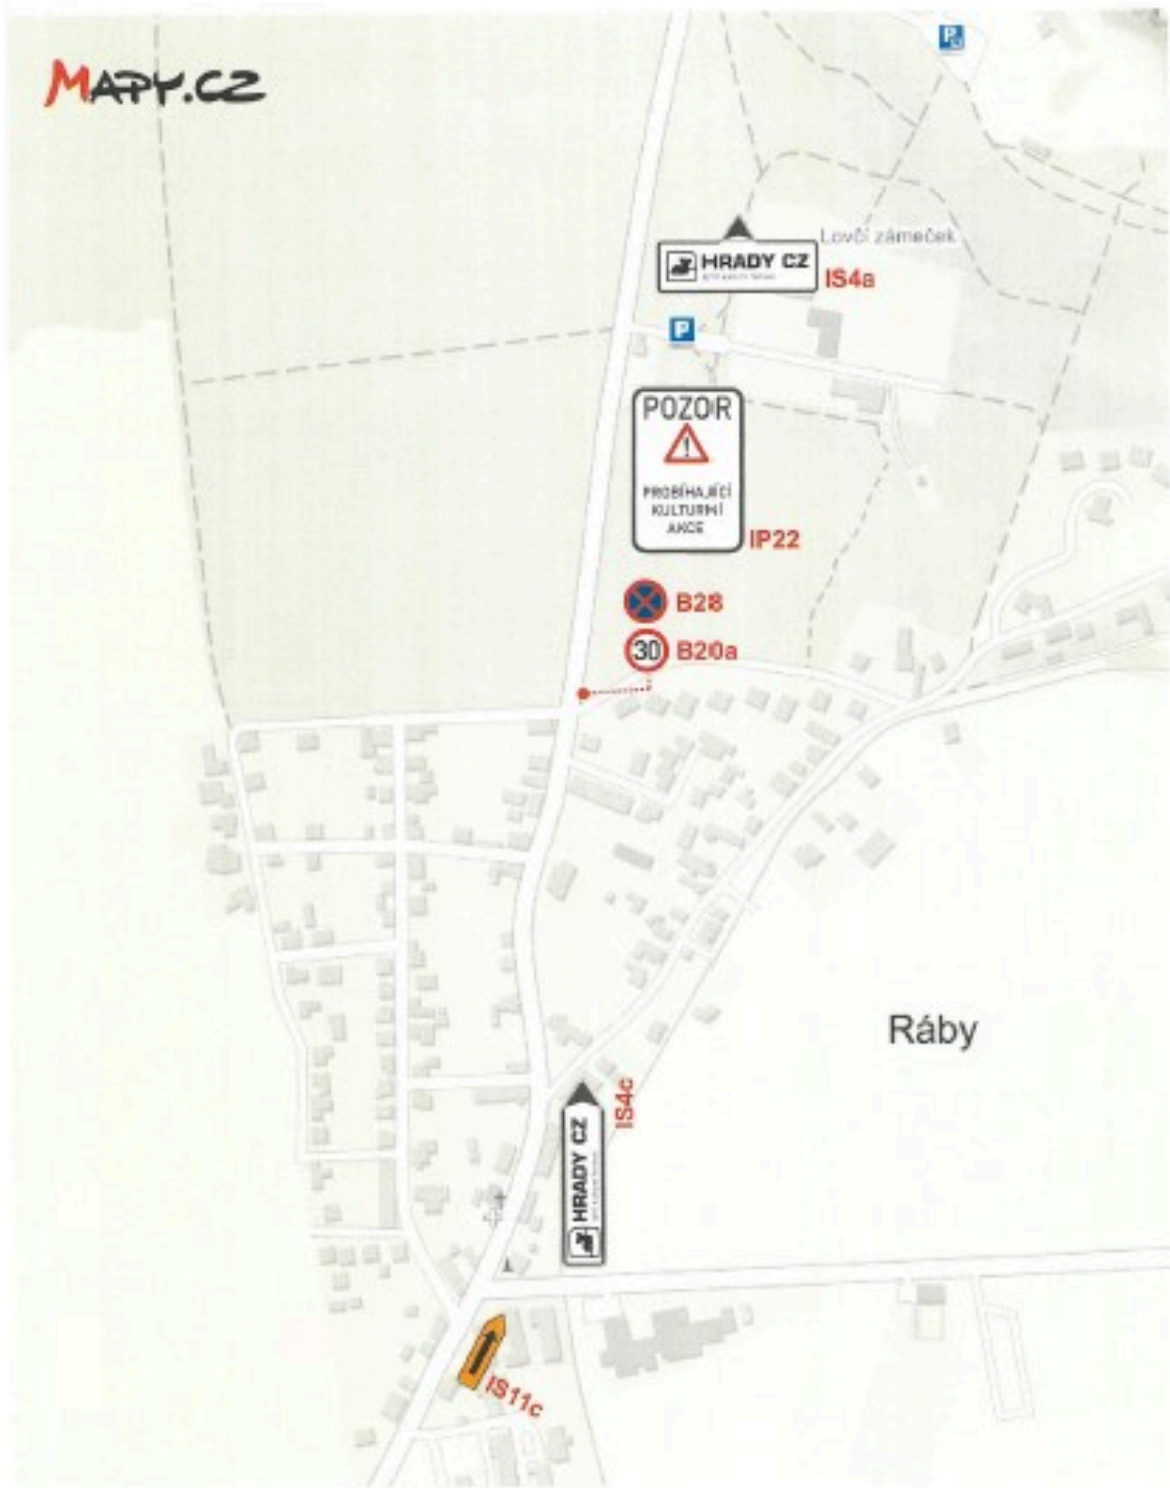 MAPY.CZ
P
Lovčí zámeček
HRADY CZ
IS4a
P
POZOR
!
PROBÍHAJÍCÍ
KULTURNÍ
AKCE
IP22
B28
30
B20a
Ráby
IS4c
HRADY CZ
IS11c